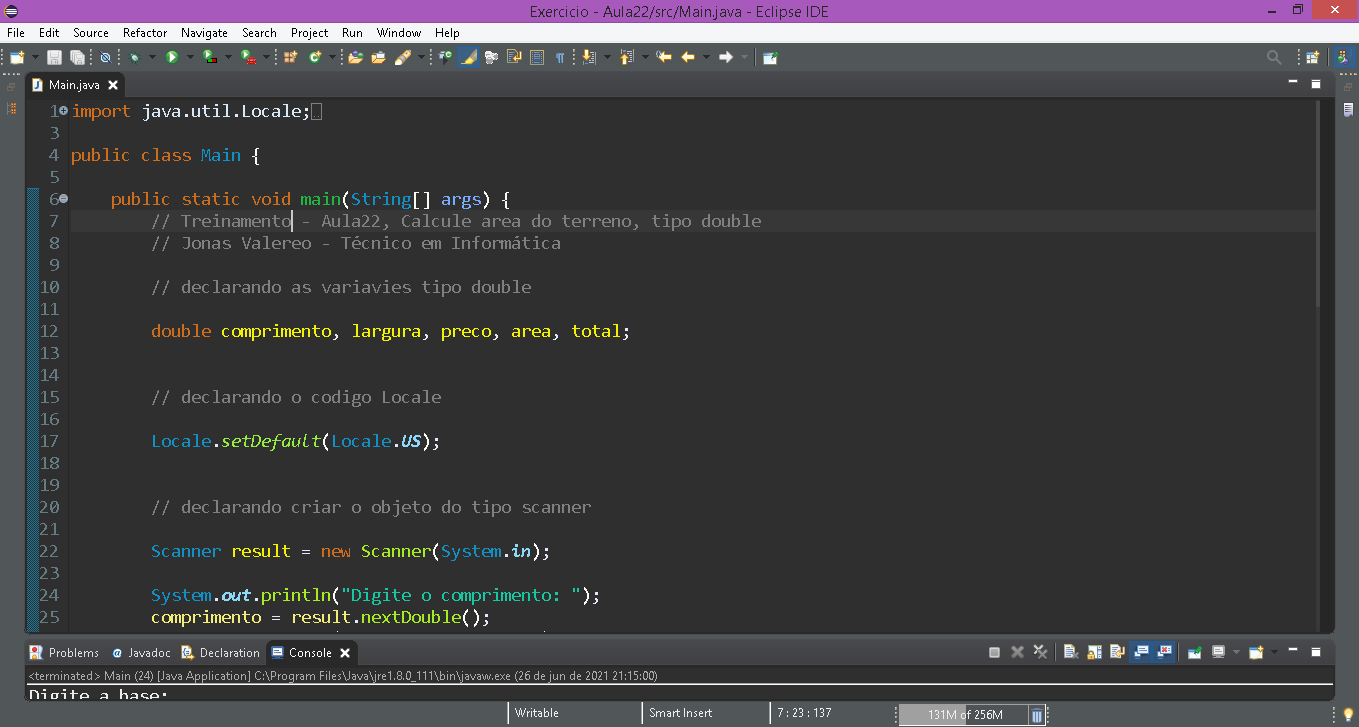 Exercicio - Aula22/src/Main.java - Eclipse IDE
File Edit Source Refactor Navigate Search Project Run Window Help
Main.java
1 import java.util.Locale;
3
4 public class Main {
5
6 public static void main(String[] args) {
7 // Treinamento - Aula22, Calcule area do terreno, tipo double
8 // Jonas Valereo - Técnico em Informática
9
10 // declarando as variavies tipo double
11
12 double comprimento, largura, preco, area, total;
13
14
15 // declarando o codigo Locale
16
17 Locale.setDefault(Locale.US);
18
19
20 // declarando criar o objeto do tipo scanner
21
22 Scanner result = new Scanner(System.in);
23
24 System.out.println("Digite o comprimento: ");
25 comprimento = result.nextDouble();
Problems Javadoc Declaration Console
<terminated> Main (24) [Java Application] C:\Program Files\Java\jre1.8.0_111\bin\javaw.exe (26 de jun de 2021 21:15:00)
Digite a base:
Writable Smart Insert 7 : 23 : 137 131M of 256M